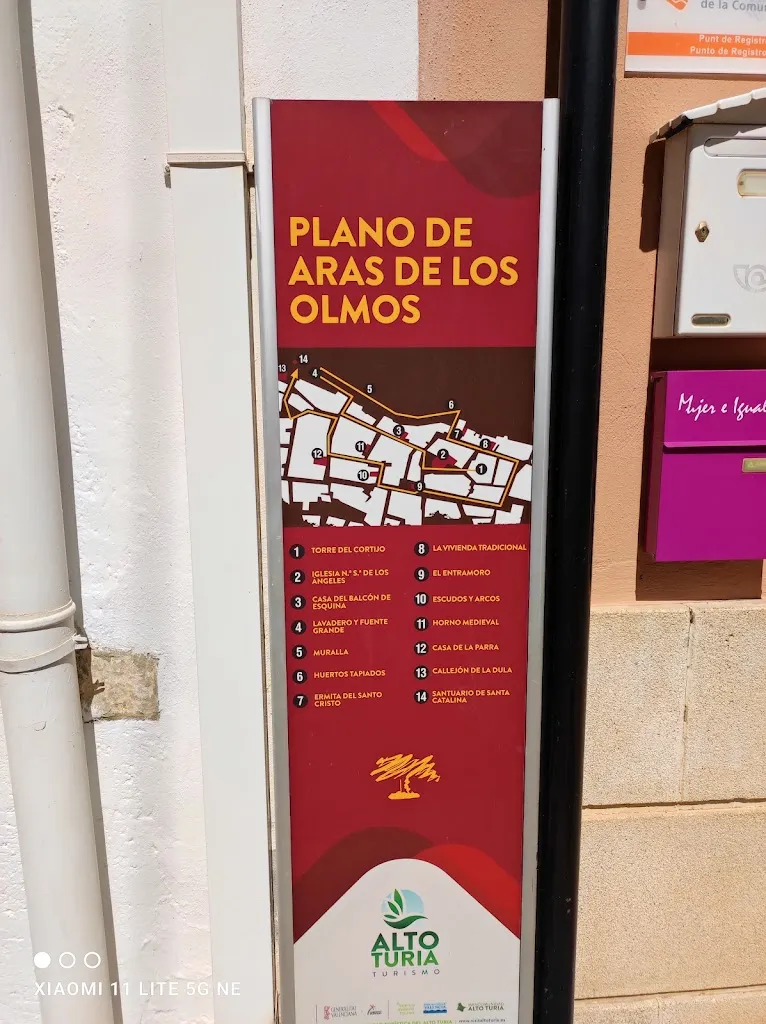 de la Comu
Punt de Registr
Punto de Registro
PLANO DE
ARAS DE LOS
OLMOS
13
14
4
5
6
7
8
3
11
2
12
1
10
9
1 TORRE DEL CORTIJO
2 IGLESIA N.ª S.ª DE LOS
ANGELES
3 CASA DEL BALCÓN DE
ESQUINA
4 LAVADERO Y FUENTE
GRANDE
5 MURALLA
6 HUERTOS TAPIADOS
7 ERMITA DEL SANTO
CRISTO
8 LA VIVIENDA TRADICIONAL
9 EL ENTRAMORO
10 ESCUDOS Y ARCOS
11 HORNO MEDIEVAL
12 CASA DE LA PARRA
13 CALLEJÓN DE LA DULA
14 SANTUARIO DE SANTA
CATALINA
Mujer e Igual
ALTO
TURIA
TURISMO
GENERALITAT
VALENCIANA
ALTO TURIA
XIAOMI 11 LITE 5G NE